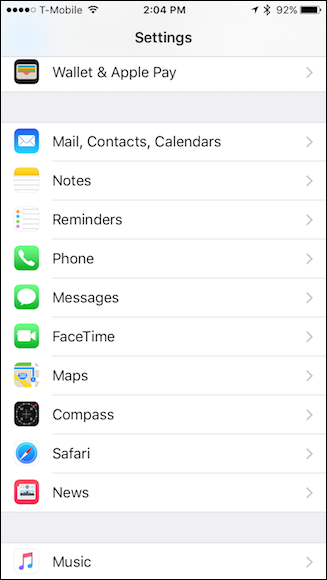 T-Mobile 2:04 PM 92%
Settings
Wallet & Apple Pay
Mail, Contacts, Calendars
Notes
Reminders
Phone
Messages
FaceTime
Maps
Compass
Safari
News
Music